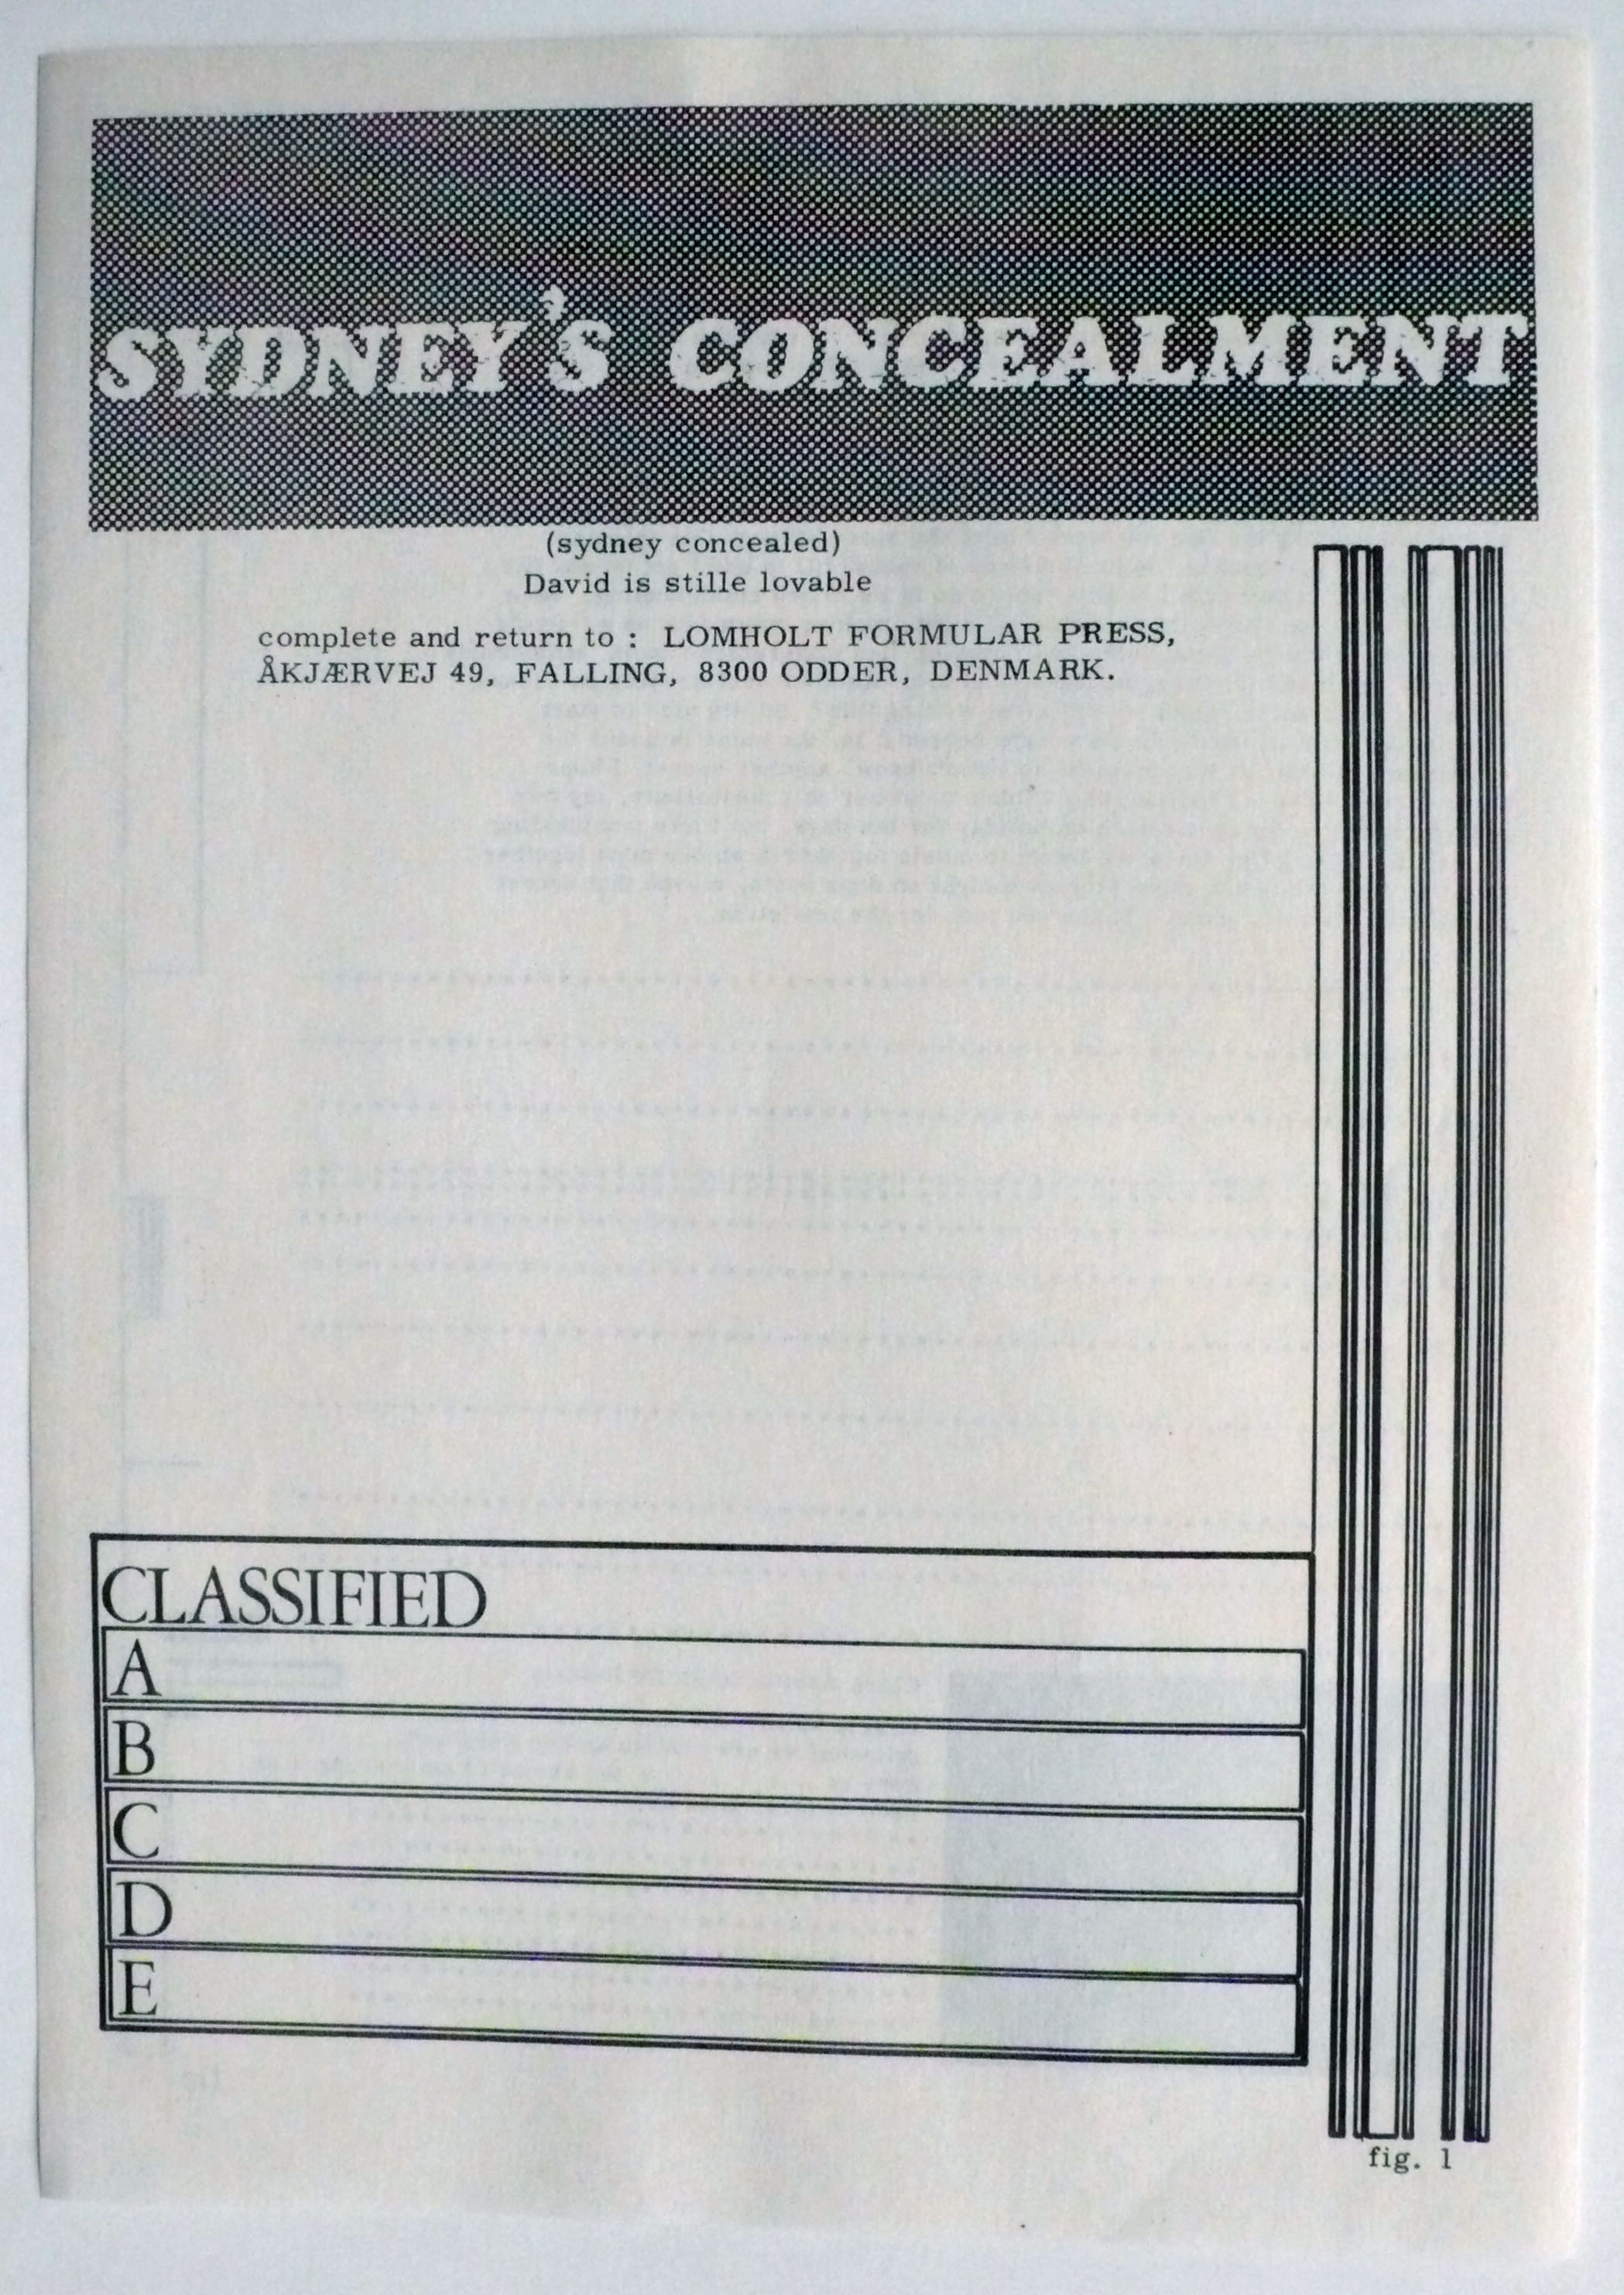 SYDNEY'S CONCEALMENT
(sydney concealed)
David is stille lovable
complete and return to : LOMHOLT FORMULAR PRESS,
ÅKJÆRVEJ 49, FALLING, 8300 ODDER, DENMARK.
CLASSIFIED
A
B
C
D
E
fig. 1